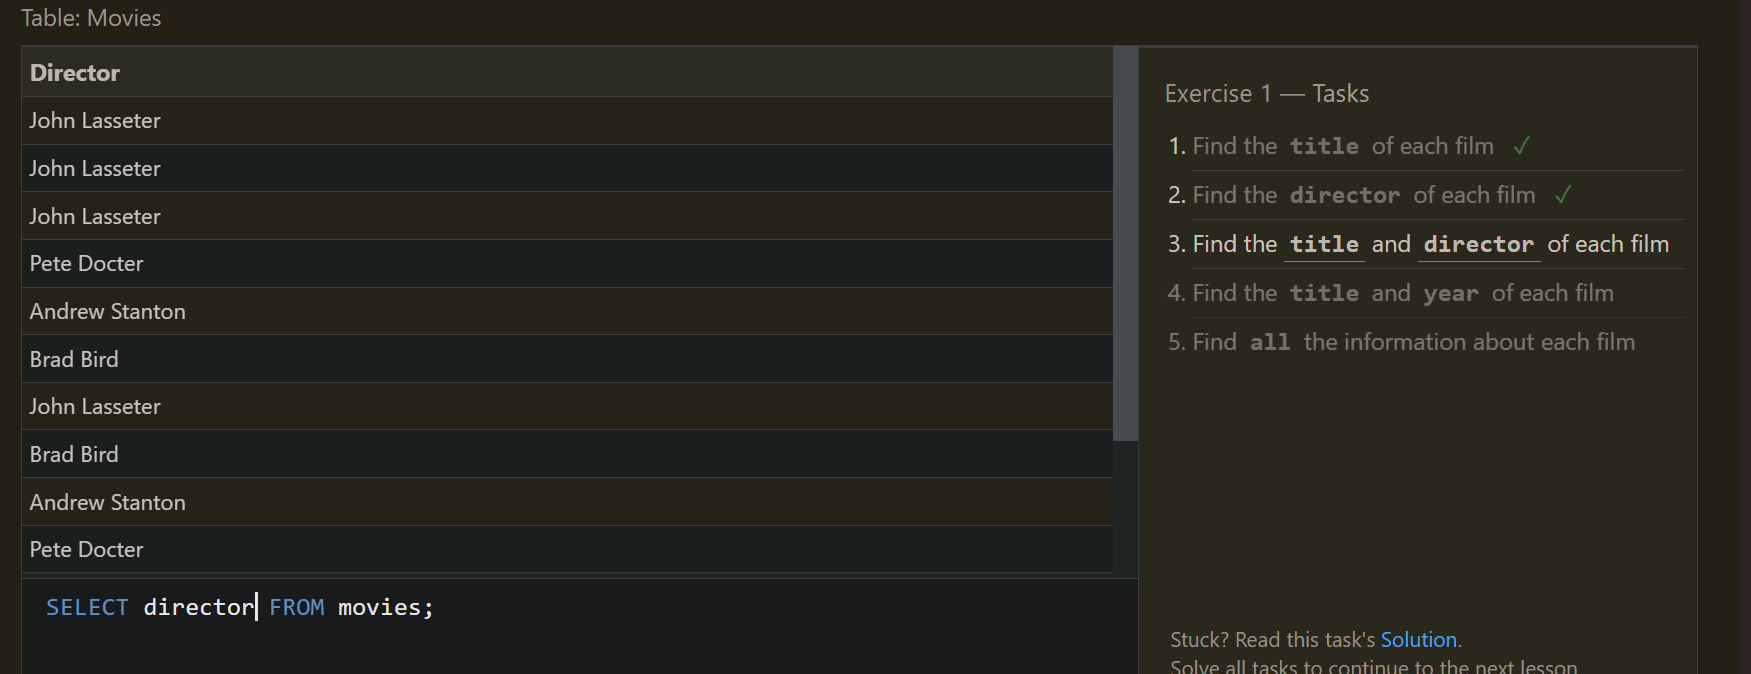 Table: Movies
Director
John Lasseter
John Lasseter
John Lasseter
Pete Docter
Andrew Stanton
Brad Bird
John Lasseter
Brad Bird
Andrew Stanton
Pete Docter
SELECT director FROM movies;
Exercise 1 — Tasks
1. Find the title of each film ✓
2. Find the director of each film ✓
3. Find the title and director of each film
4. Find the title and year of each film
5. Find all the information about each film
Stuck? Read this task's Solution.
Solve all tasks to continue to the next lesson.